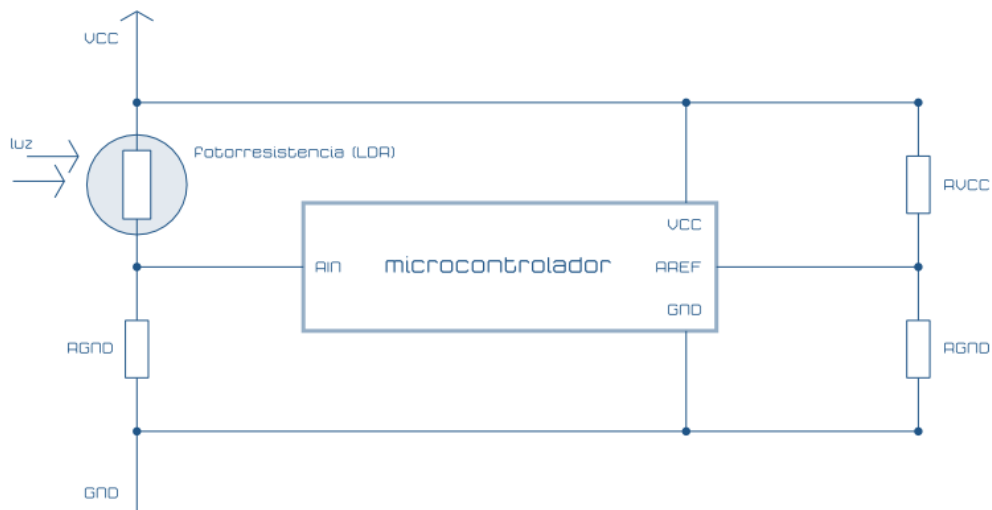 VCC
luz
fotorresistencia (LDR)
RVCC
VCC
AIN
microcontrolador
AREF
GND
RGND
RGND
GND